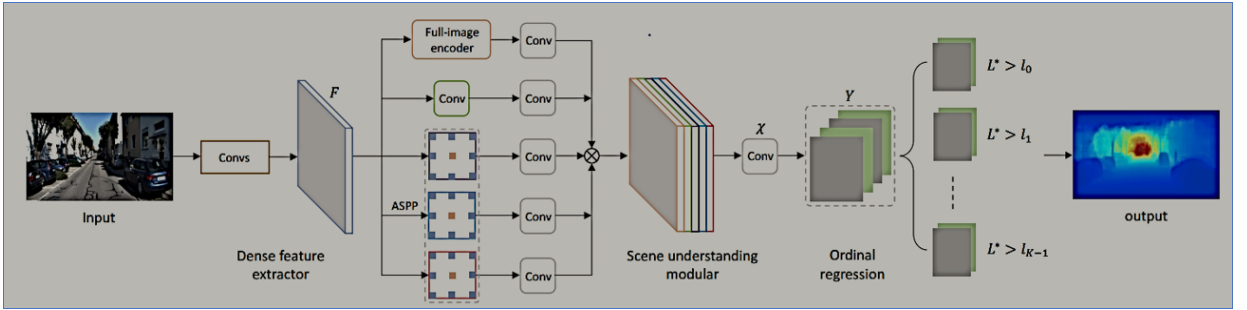 Input
Convs
F
Dense feature
extractor
Full-image
encoder
Conv
Conv
Conv
Conv
ASPP
Conv
Conv
Scene understanding
modular
χ
Conv
Y
Ordinal
regression
L* > l₀
L* > l₁
L* > lₖ₋₁
output